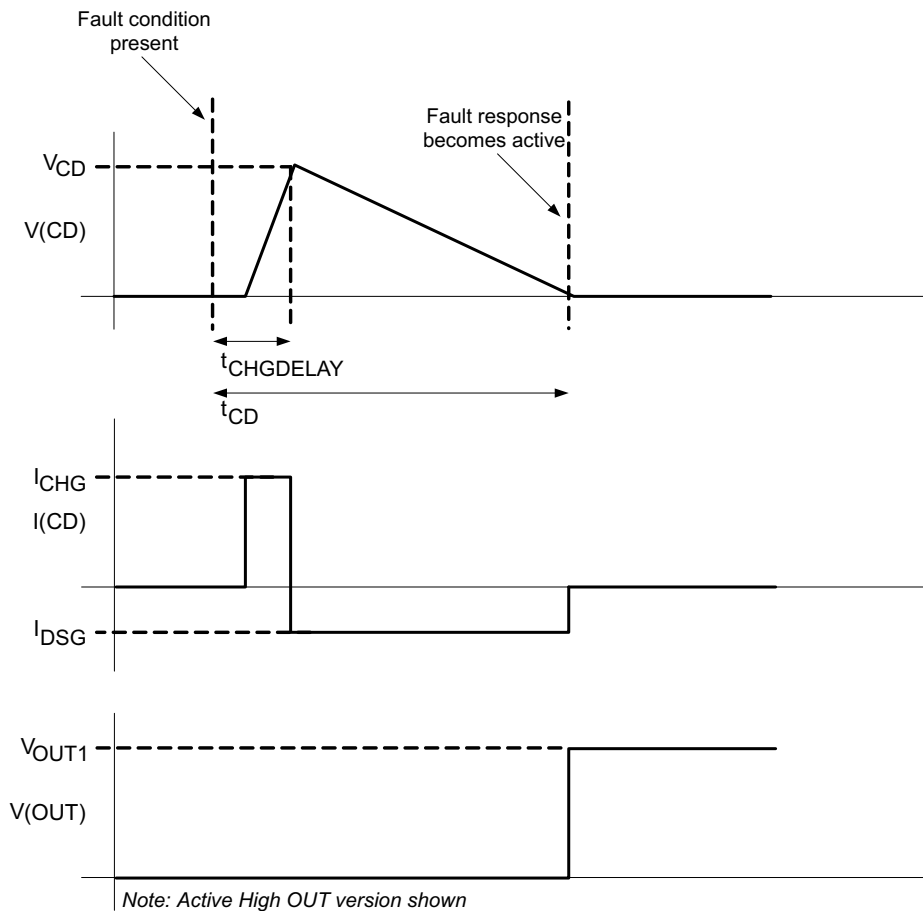 Fault condition
present
Fault response
becomes active
VCD
V(CD)
tCHGDELAY
tCD
ICHG
I(CD)
IDSG
VOUT1
V(OUT)
Note: Active High OUT version shown